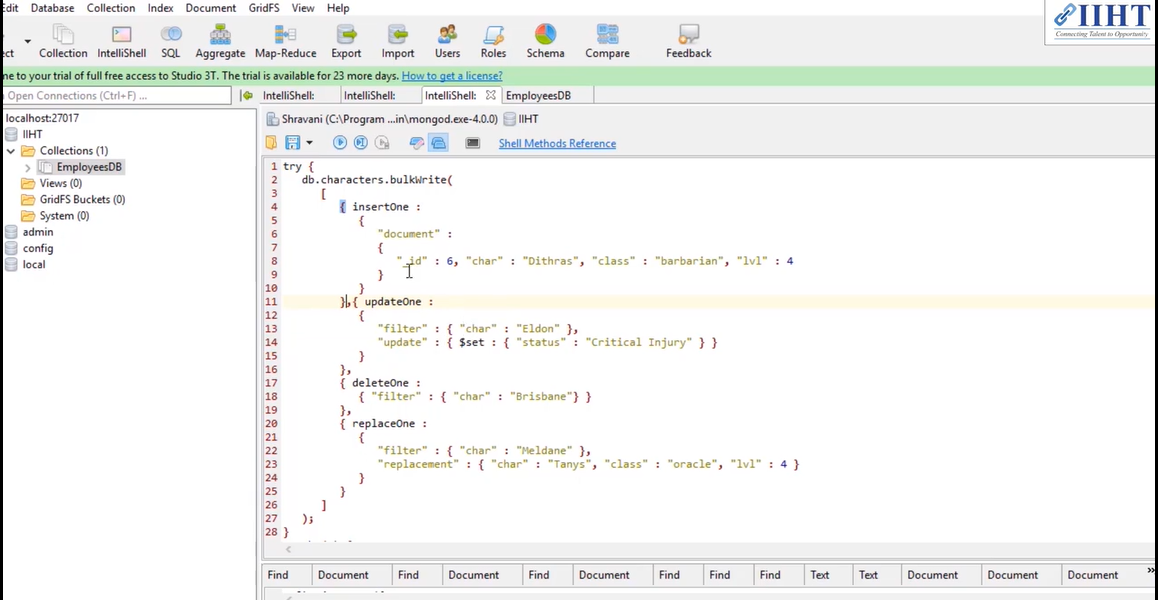 Edit Database Collection Index Document GridFS View Help
IIHT
Connecting Talent to Opportunity
Collection IntelliShell SQL Aggregate Map-Reduce Export Import Users Roles Schema Compare Feedback
me to your trial of full free access to Studio 3T. The trial is available for 23 more days. How to get a license?
Open Connections (Ctrl+F) ...
IntelliShell: IntelliShell: IntelliShell: EmployeesDB
localhost:27017
IIHT
Collections (1)
EmployeesDB
Views (0)
GridFS Buckets (0)
System (0)
admin
config
local
Shravani (C:\Program ...in\mongod.exe-4.0.0) IIHT
Shell Methods Reference
1 try {
2 db.characters.bulkWrite(
3 [
4 { insertOne :
5 {
6 "document" :
7 {
8 "_id" : 6, "char" : "Dithras", "class" : "barbarian", "lvl" : 4
9 }
10 }
11 },{ updateOne :
12 {
13 "filter" : { "char" : "Eldon" },
14 "update" : { $set : { "status" : "Critical Injury" } }
15 }
16 },
17 { deleteOne :
18 { "filter" : { "char" : "Brisbane"} }
19 },
20 { replaceOne :
21 {
22 "filter" : { "char" : "Meldane" },
23 "replacement" : { "char" : "Tanys", "class" : "oracle", "lvl" : 4 }
24 }
25 }
26 ]
27 );
28 }
Find Document Find Document Find Document Find Find Find Text Text Document Document Document